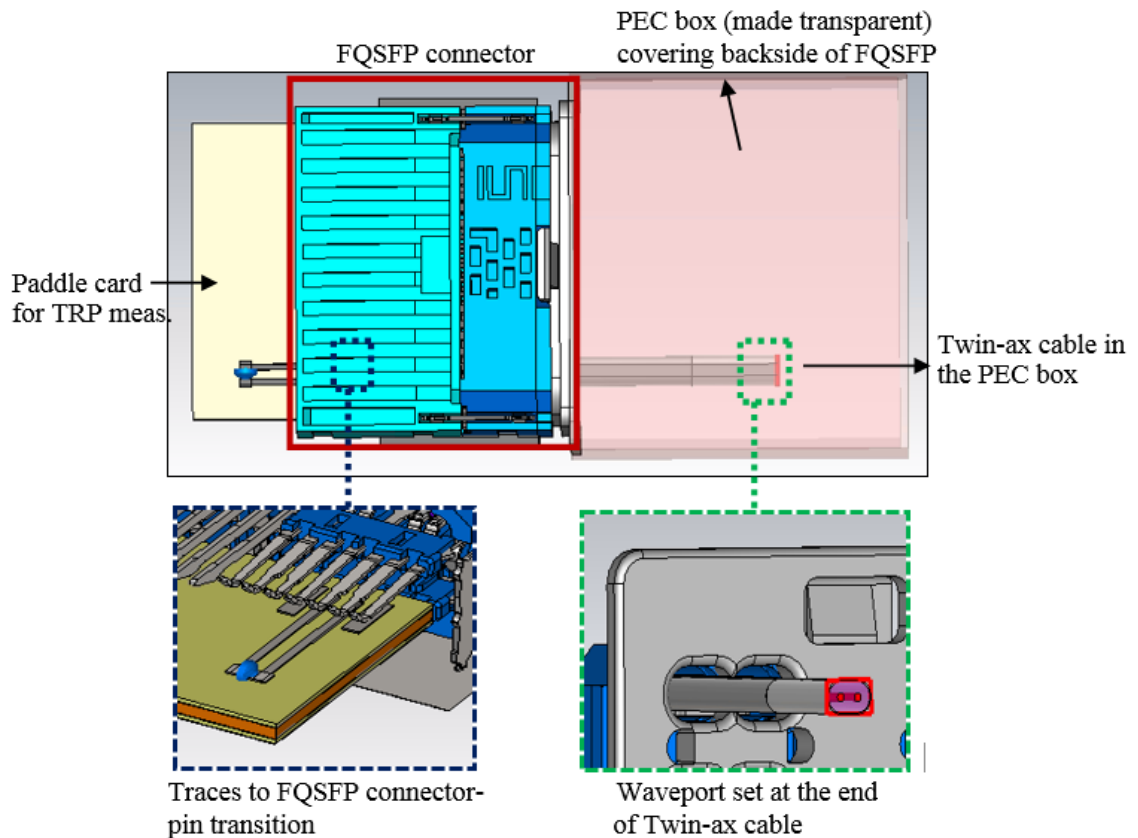 PEC box (made transparent)
covering backside of FQSFP
FQSFP connector
Paddle card
for TRP meas.
Twin-ax cable in
the PEC box
Traces to FQSFP connector-
pin transition
Waveport set at the end
of Twin-ax cable